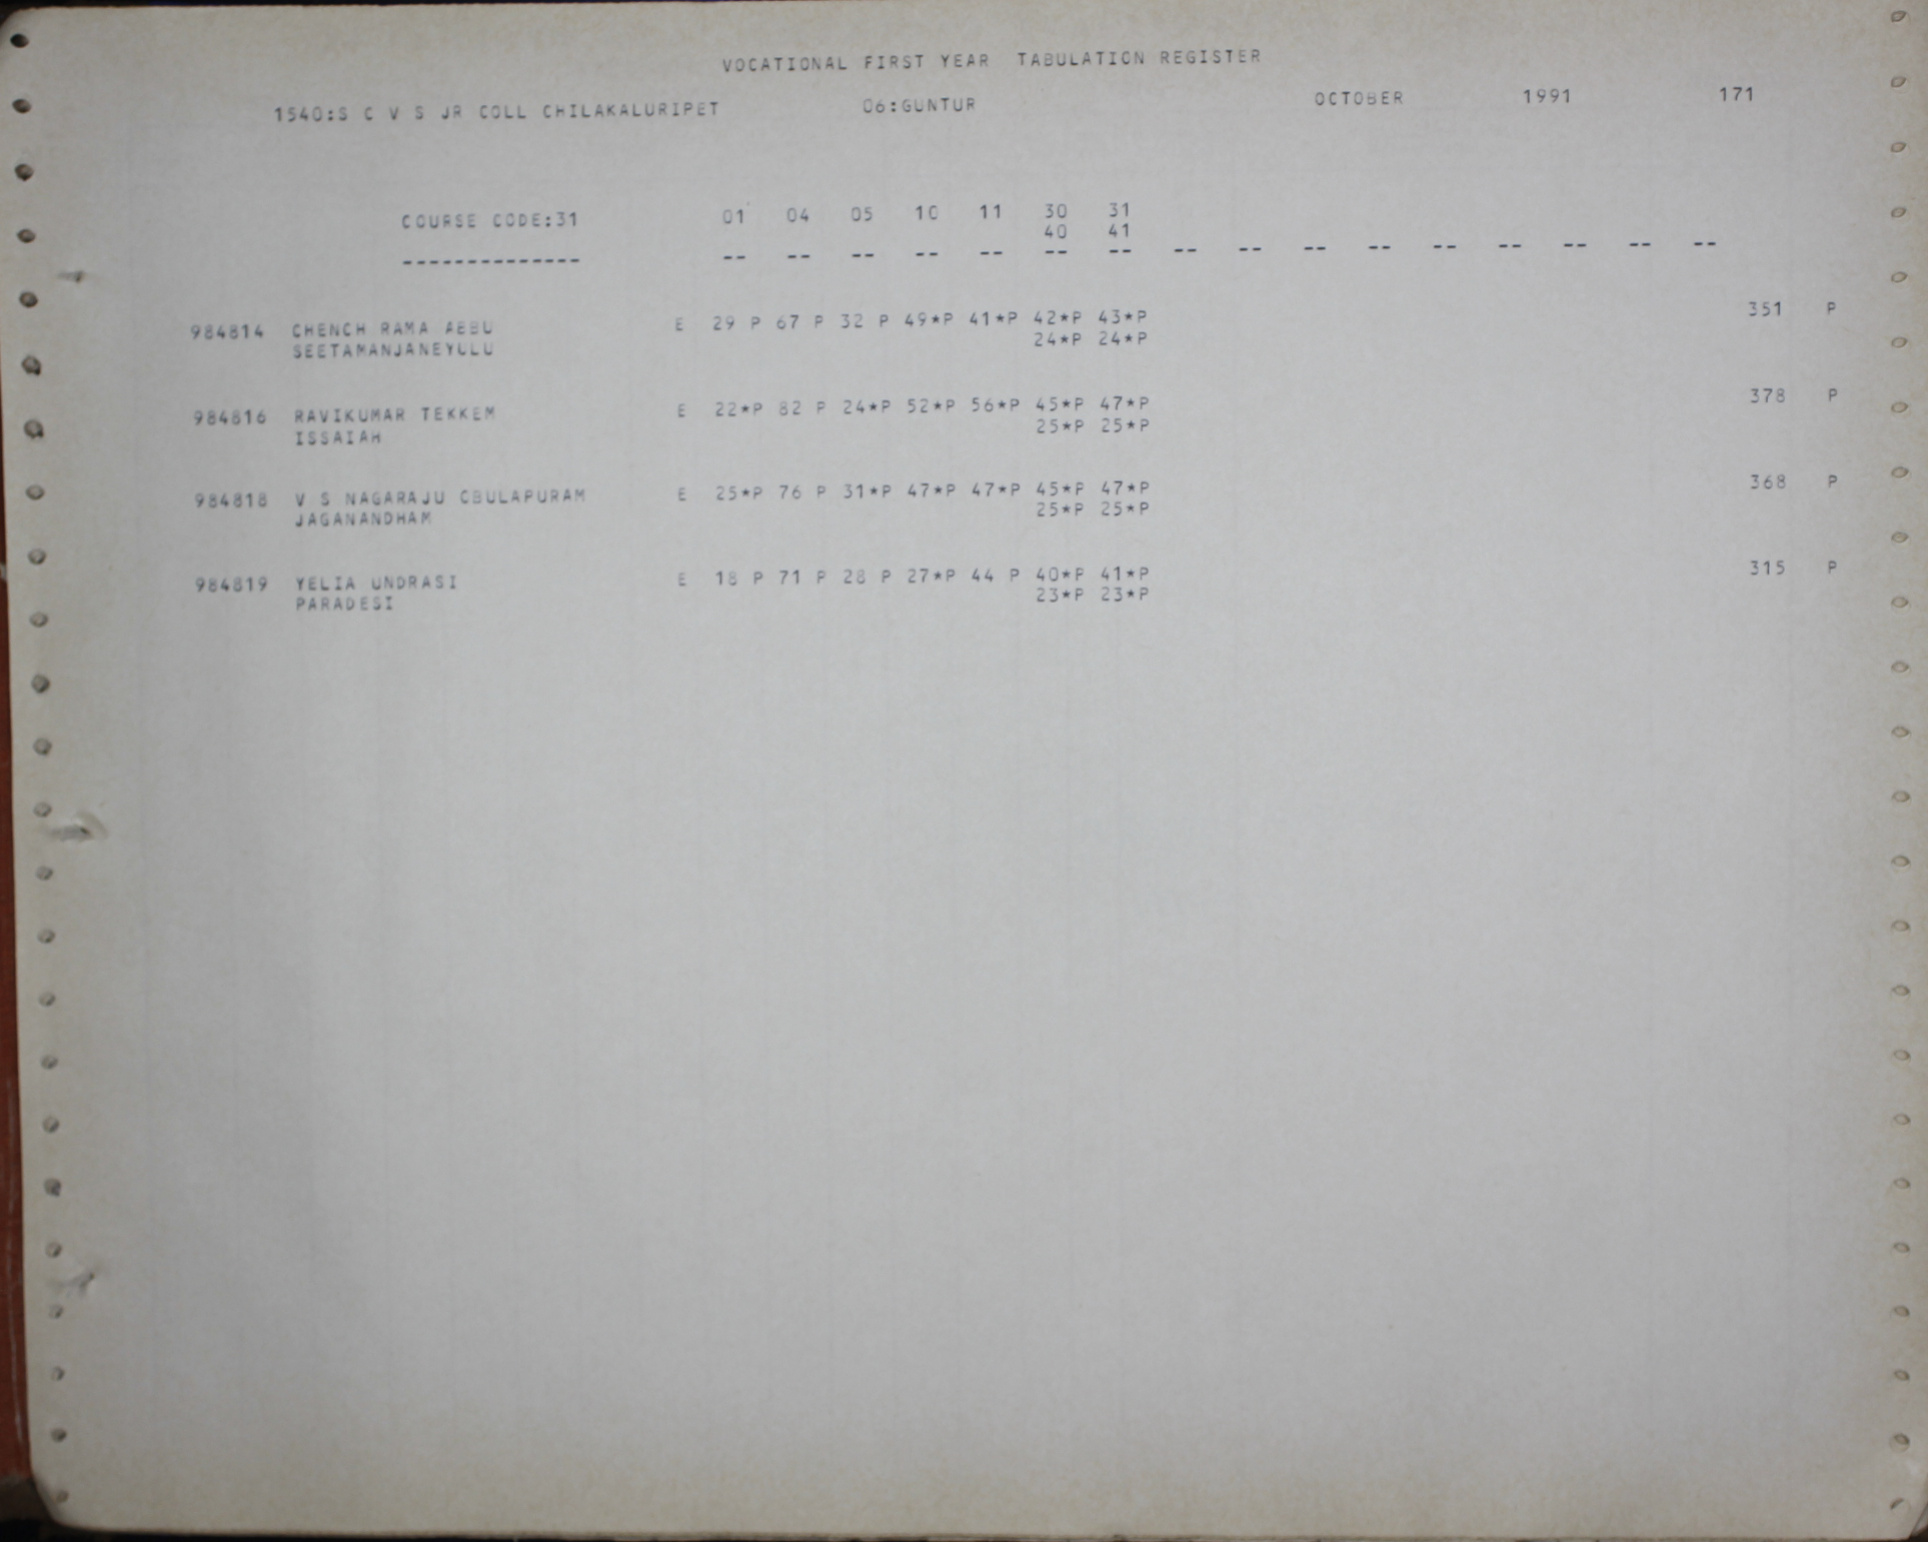 VOCATIONAL FIRST YEAR TABULATION REGISTER
1540:S C V S JR COLL CHILAKALURIPET 06:GUNTUR OCTOBER 1991 171
COURSE CODE:31 01 04 05 10 11 30 31
40 41
-------------- -- -- -- -- -- -- -- -- -- -- -- -- -- -- -- --
984814 CHENCH RAMA ABBU E 29 P 67 P 32 P 49*P 41*P 42*P 43*P 351 P
SEETAMANJANEYULU 24*P 24*P
984816 RAVIKUMAR TEKKEM E 22*P 82 P 24*P 52*P 56*P 45*P 47*P 378 P
ISSAIAH 25*P 25*P
984818 V S NAGARAJU CBULAPURAM E 25*P 76 P 31*P 47*P 47*P 45*P 47*P 368 P
JAGANANDHAM 25*P 25*P
984819 YELIA UNDRASI E 18 P 71 P 28 P 27*P 44 P 40*P 41*P 315 P
PARADESI 23*P 23*P